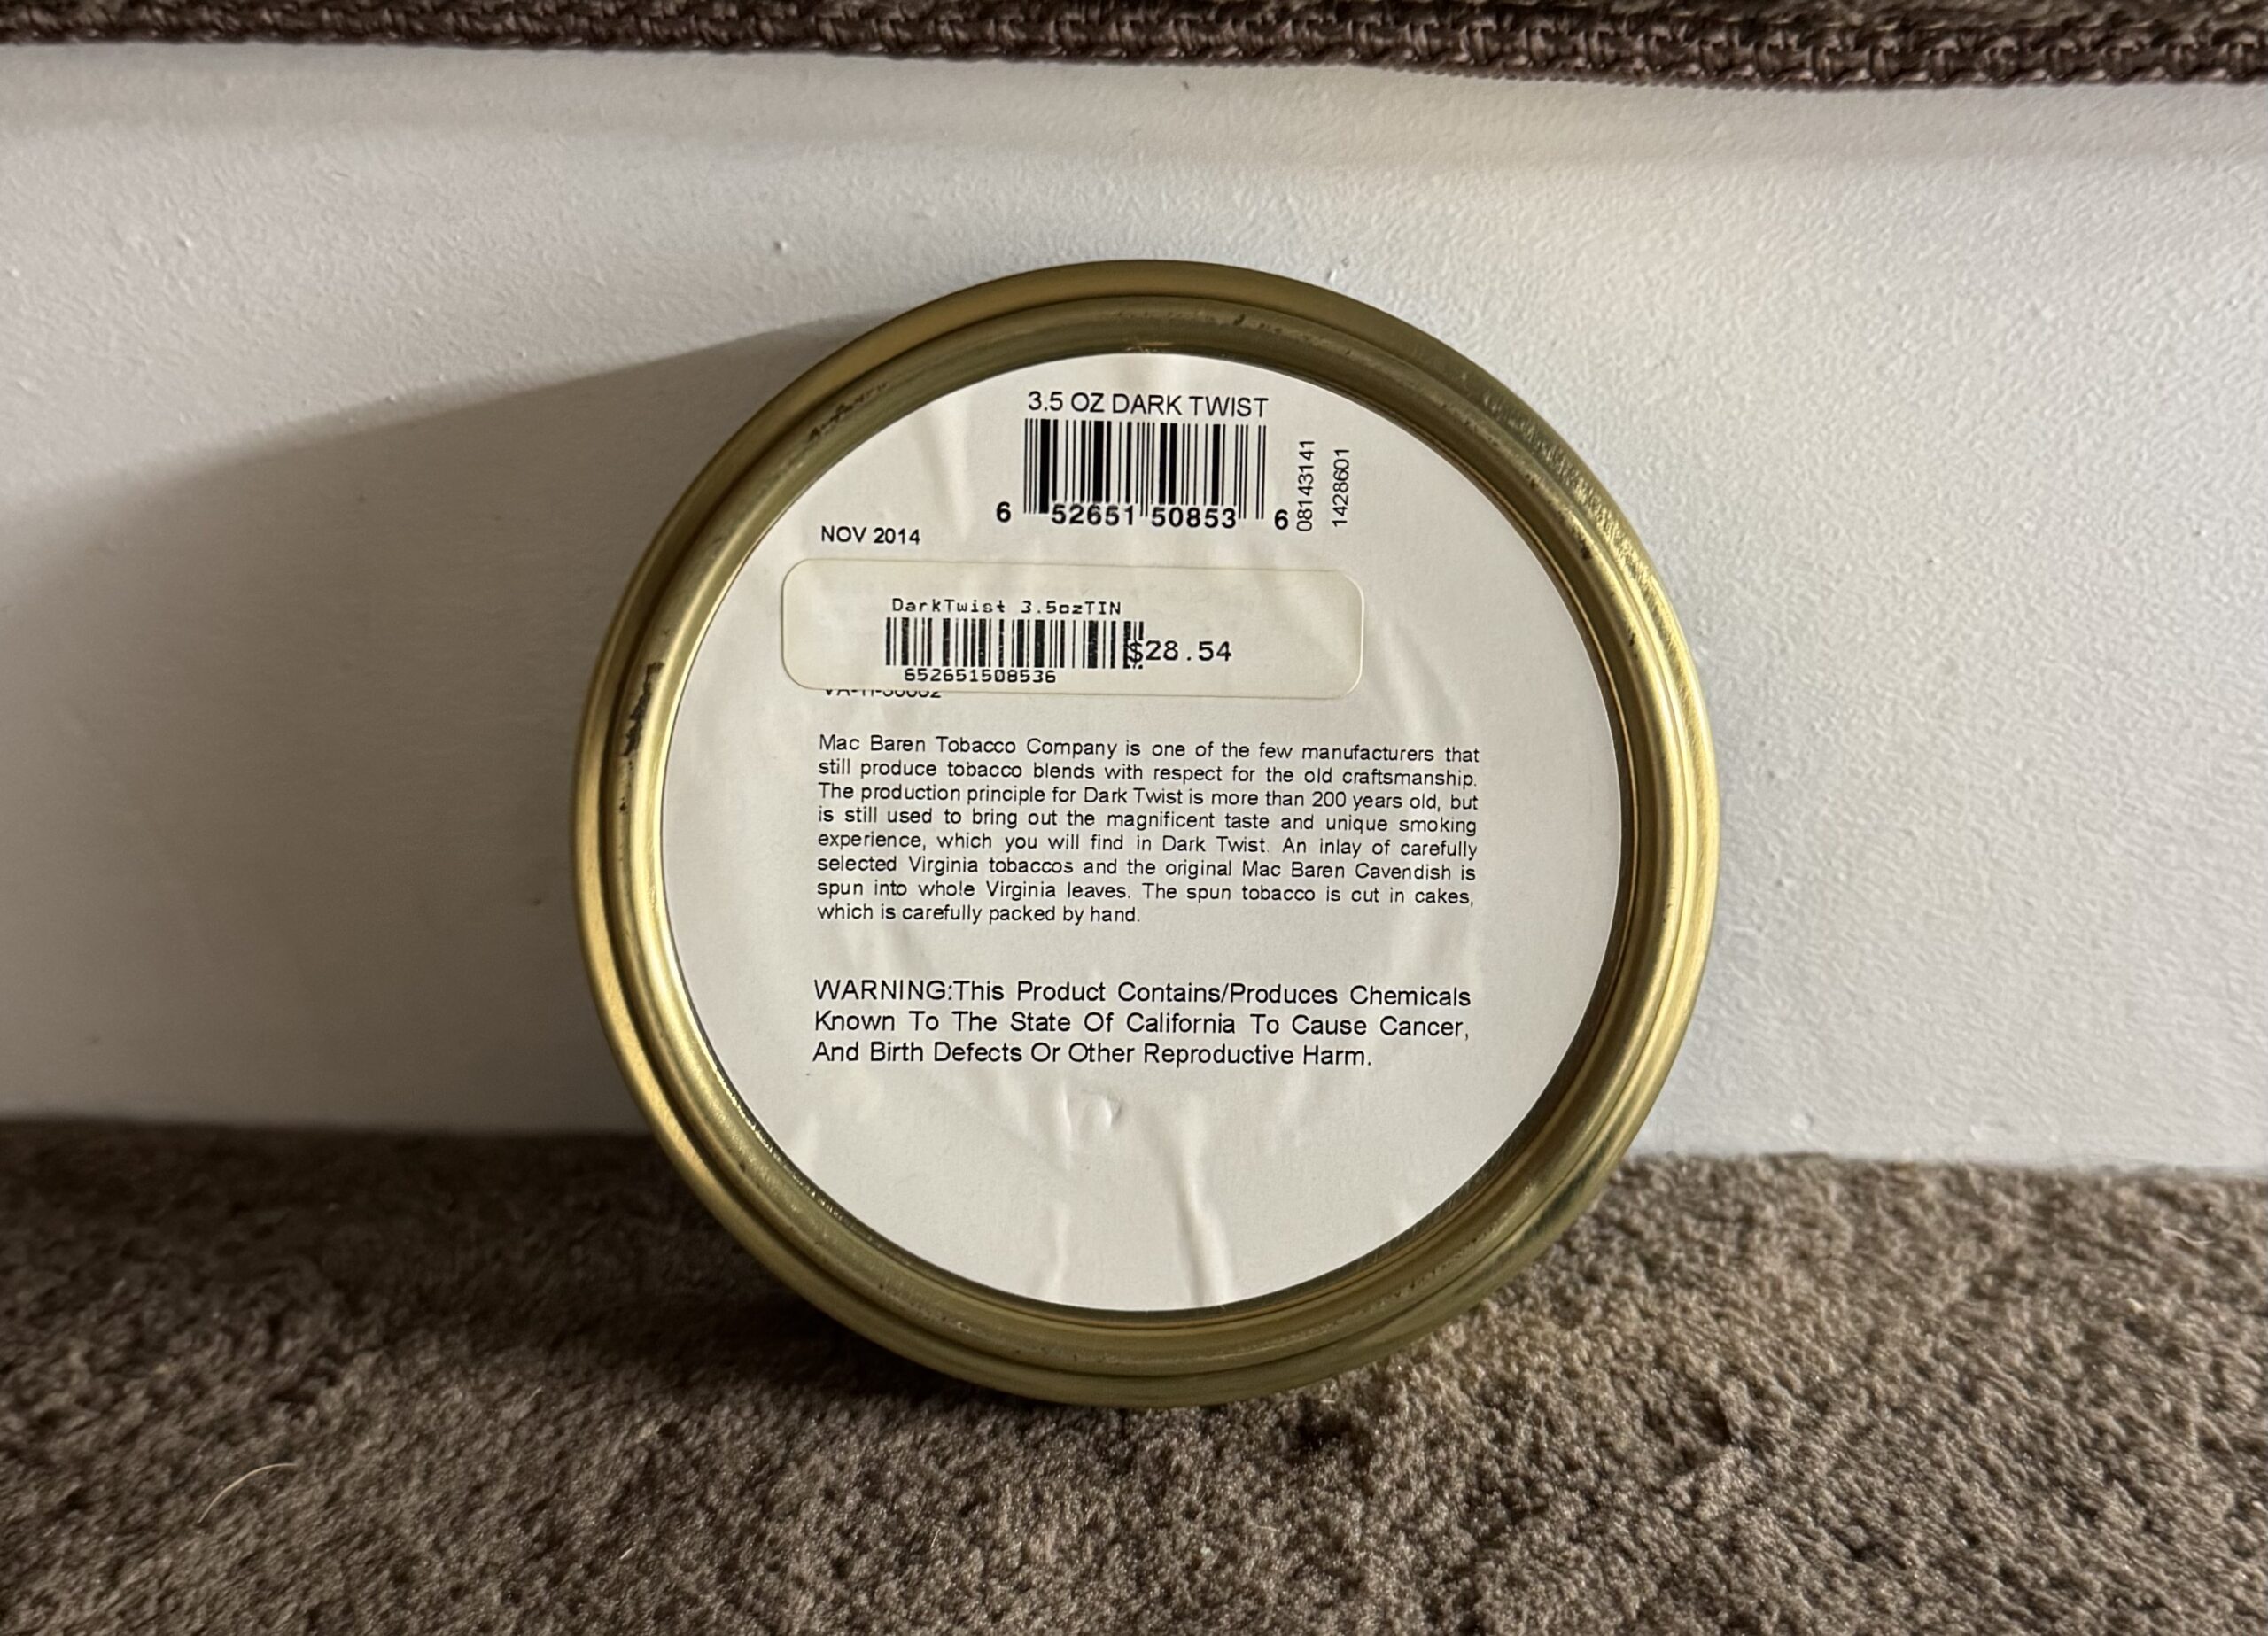 3.5 OZ DARK TWIST
6 52651 50853 6
08143141
1428601
NOV 2014
DarkTwist 3.5ozTIN
$28.54
652651508536
Mac Baren Tobacco Company is one of the few manufacturers that
still produce tobacco blends with respect for the old craftsmanship.
The production principle for Dark Twist is more than 200 years old, but
is still used to bring out the magnificent taste and unique smoking
experience, which you will find in Dark Twist. An inlay of carefully
selected Virginia tobaccos and the original Mac Baren Cavendish is
spun into whole Virginia leaves. The spun tobacco is cut in cakes,
which is carefully packed by hand.
WARNING:This Product Contains/Produces Chemicals
Known To The State Of California To Cause Cancer,
And Birth Defects Or Other Reproductive Harm.